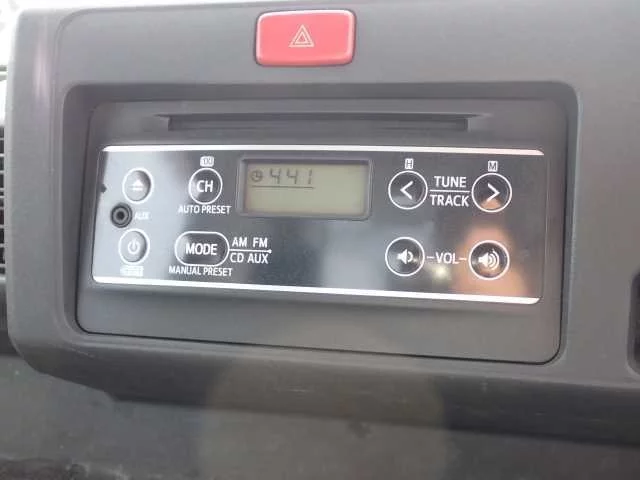 H
M
CH
441
TUNE
TRACK
AUX
AUTO PRESET
MODE
AM FM
CD AUX
MANUAL PRESET
-VOL-